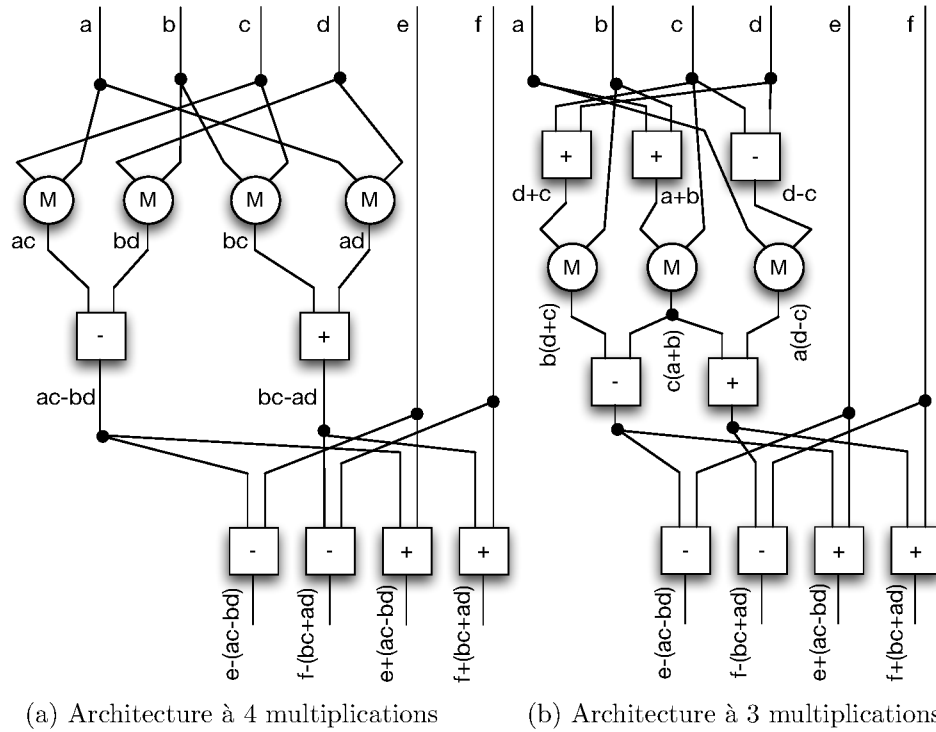 a b c d e f
a b c d e f
+ + -
d+c a+b d-c
M M M M
ac bd bc ad
M M M
b(d+c) c(a+b) a(d-c)
- +
ac-bd bc-ad
- +
- - + +
e-(ac-bd) f-(bc+ad) e+(ac-bd) f+(bc+ad)
- - + +
e-(ac-bd) f-(bc+ad) e+(ac-bd) f+(bc+ad)
(a) Architecture à 4 multiplications
(b) Architecture à 3 multiplications